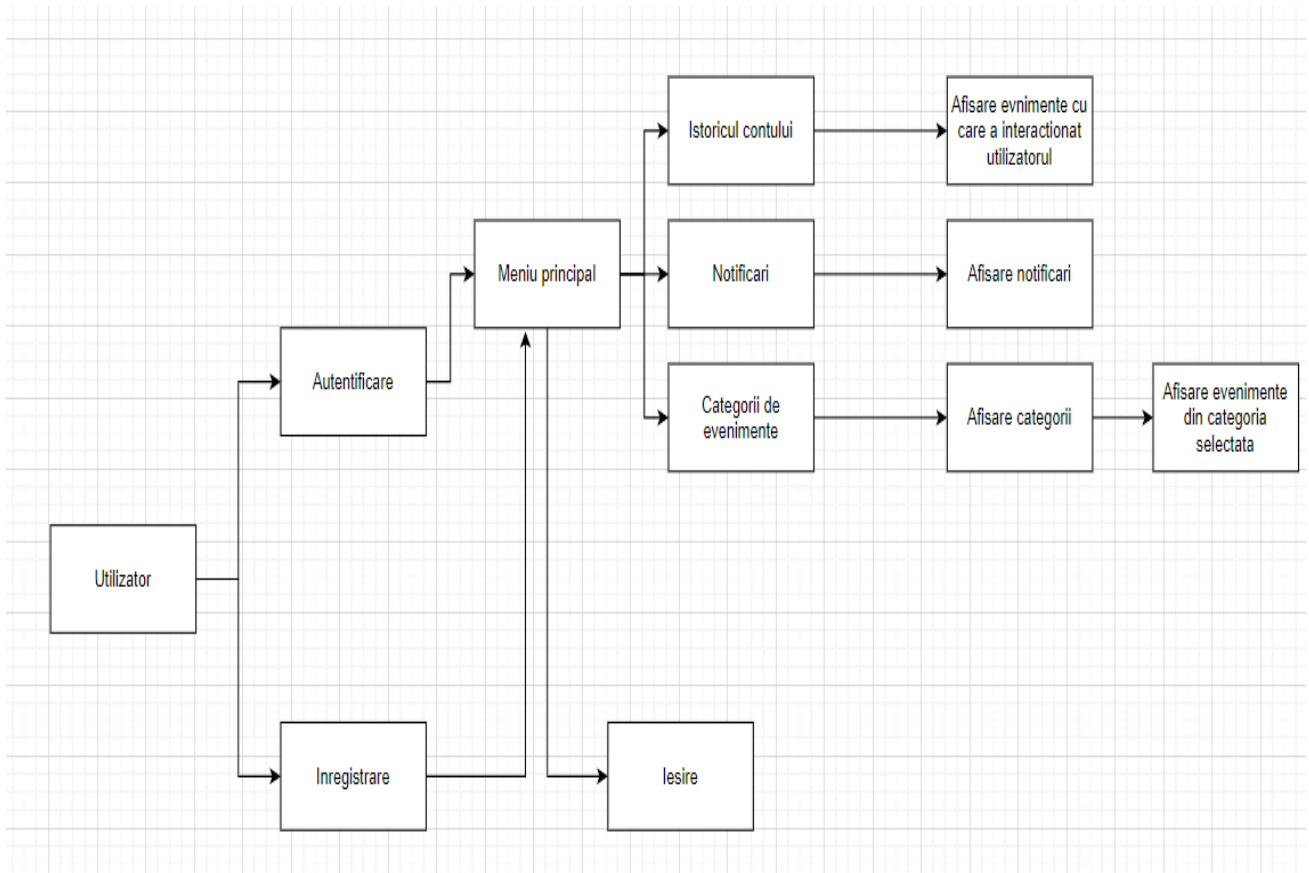 Istoricul contului
Afisare evnimente cu
care a interactionat
utilizatorul
Meniu principal
Notificari
Afisare notificari
Autentificare
Categorii de
evenimente
Afisare categorii
Afisare evenimente
din categoria
selectata
Utilizator
Inregistrare
Iesire